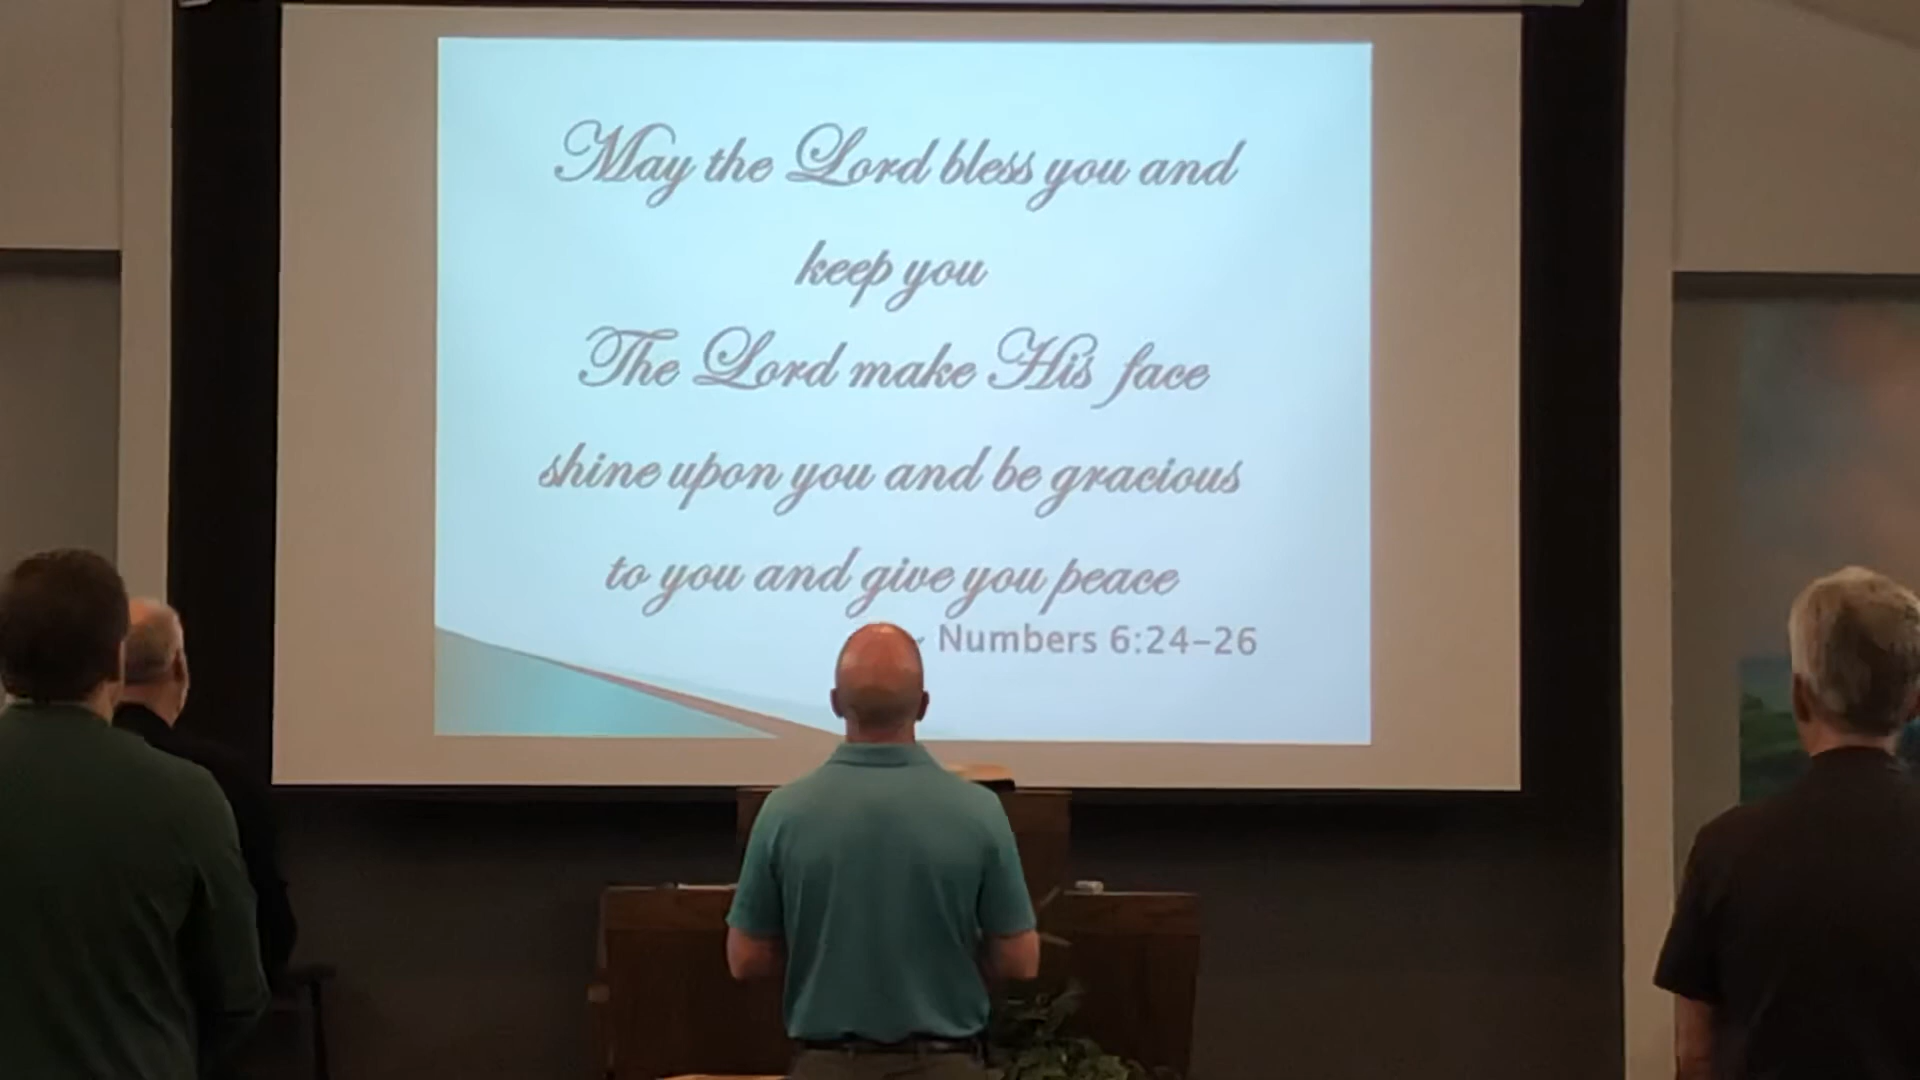 May the Lord bless you and
keep you
The Lord make His face
shine upon you and be gracious
to you and give you peace
Numbers 6:24–26